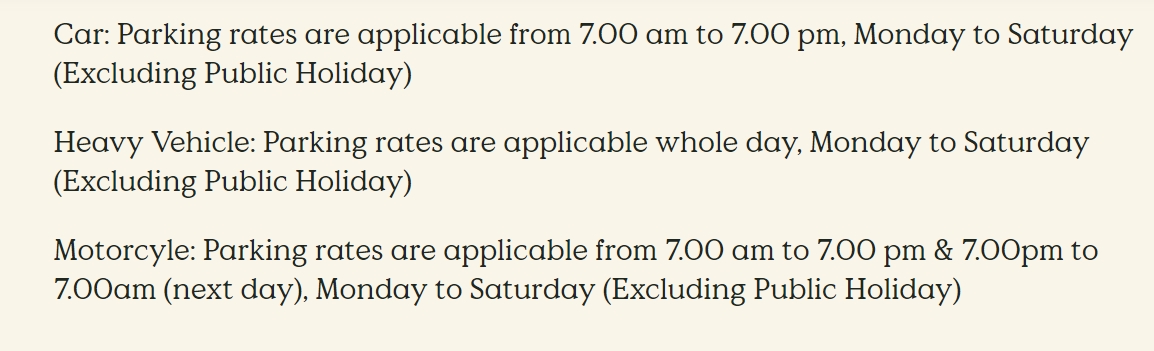 Car: Parking rates are applicable from 7.00 am to 7.00 pm, Monday to Saturday
(Excluding Public Holiday)
Heavy Vehicle: Parking rates are applicable whole day, Monday to Saturday
(Excluding Public Holiday)
Motorcyle: Parking rates are applicable from 7.00 am to 7.00 pm & 7.00pm to
7.00am (next day), Monday to Saturday (Excluding Public Holiday)